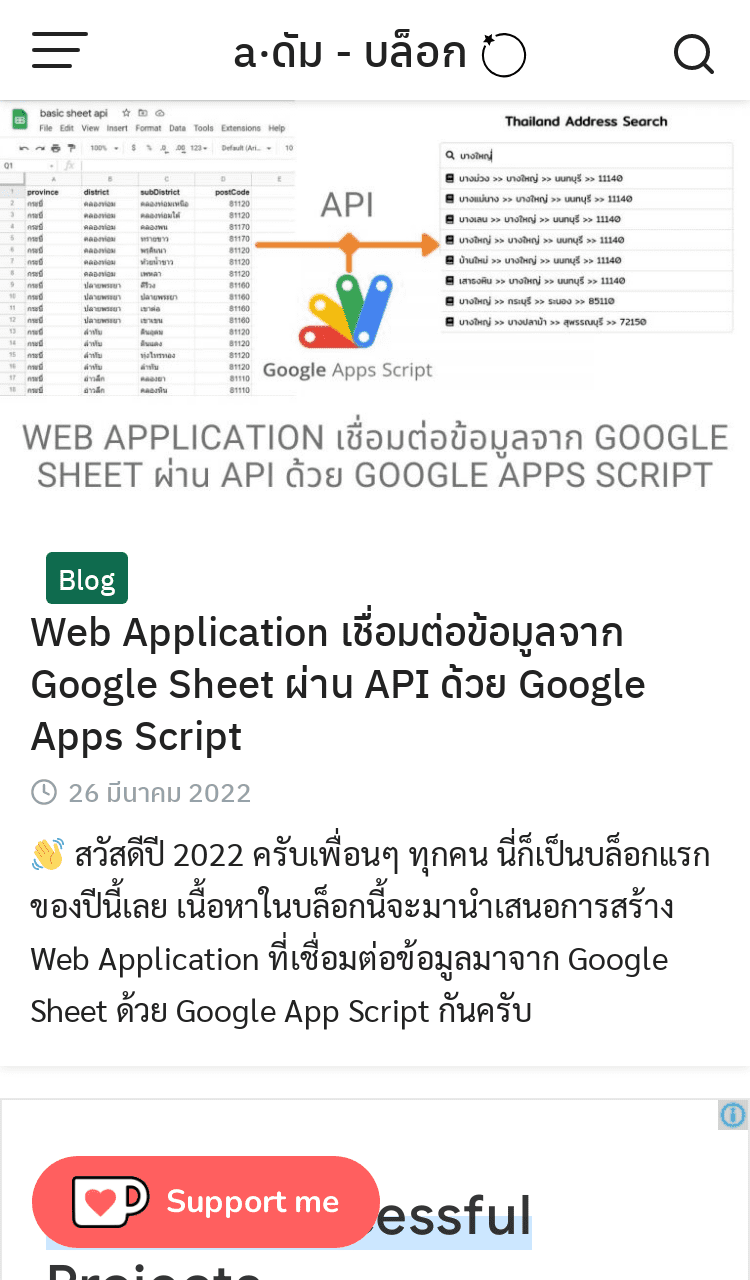 a·ดัม - บล็อก
basic sheet api
File Edit View Insert Format Data Tools Extensions Help
100% $ % .0 .00 123 Default (Ari... 10
Q1 fx
A B C D E
1 province district subDistrict postCode
2 กระบี่ คลองท่อม คลองท่อมเหนือ 81120
3 กระบี่ คลองท่อม คลองท่อมใต้ 81120
4 กระบี่ คลองท่อม คลองพน 81170
5 กระบี่ คลองท่อม ทรายขาว 81170
6 กระบี่ คลองท่อม พรุดินนา 81120
7 กระบี่ คลองท่อม ห้วยน้ำขาว 81120
8 กระบี่ คลองท่อม เพหลา 81120
9 กระบี่ ปลายพระยา คีรีวง 81160
10 กระบี่ ปลายพระยา ปลายพระยา 81160
11 กระบี่ ปลายพระยา เขาต่อ 81160
12 กระบี่ ปลายพระยา เขาเขน 81160
13 กระบี่ ลำทับ ดินอุดม 81120
14 กระบี่ ลำทับ ดินแดง 81120
15 กระบี่ ลำทับ ทุ่งไทรทอง 81120
16 กระบี่ ลำทับ ลำทับ 81120
17 กระบี่ อ่าวลึก คลองยา 81110
18 กระบี่ อ่าวลึก คลองหิน 81110
API
Google Apps Script
Thailand Address Search
บางใหญ่
บางม่วง >> บางใหญ่ >> นนทบุรี >> 11140
บางแม่นาง >> บางใหญ่ >> นนทบุรี >> 11140
บางเลน >> บางใหญ่ >> นนทบุรี >> 11140
บางใหญ่ >> บางใหญ่ >> นนทบุรี >> 11140
บ้านใหม่ >> บางใหญ่ >> นนทบุรี >> 11140
เสาธงหิน >> บางใหญ่ >> นนทบุรี >> 11140
บางใหญ่ >> กระบุรี >> ระนอง >> 85110
บางใหญ่ >> บางปลาม้า >> สุพรรณบุรี >> 72150
WEB APPLICATION เชื่อมต่อข้อมูลจาก GOOGLE
SHEET ผ่าน API ด้วย GOOGLE APPS SCRIPT
Blog
Web Application เชื่อมต่อข้อมูลจาก
Google Sheet ผ่าน API ด้วย Google
Apps Script
26 มีนาคม 2022
👋 สวัสดีปี 2022 ครับเพื่อนๆ ทุกคน นี่ก็เป็นบล็อกแรก
ของปีนี้เลย เนื้อหาในบล็อกนี้จะมานำเสนอการสร้าง
Web Application ที่เชื่อมต่อข้อมูลมาจาก Google
Sheet ด้วย Google App Script กันครับ
Support me
essful
Projects